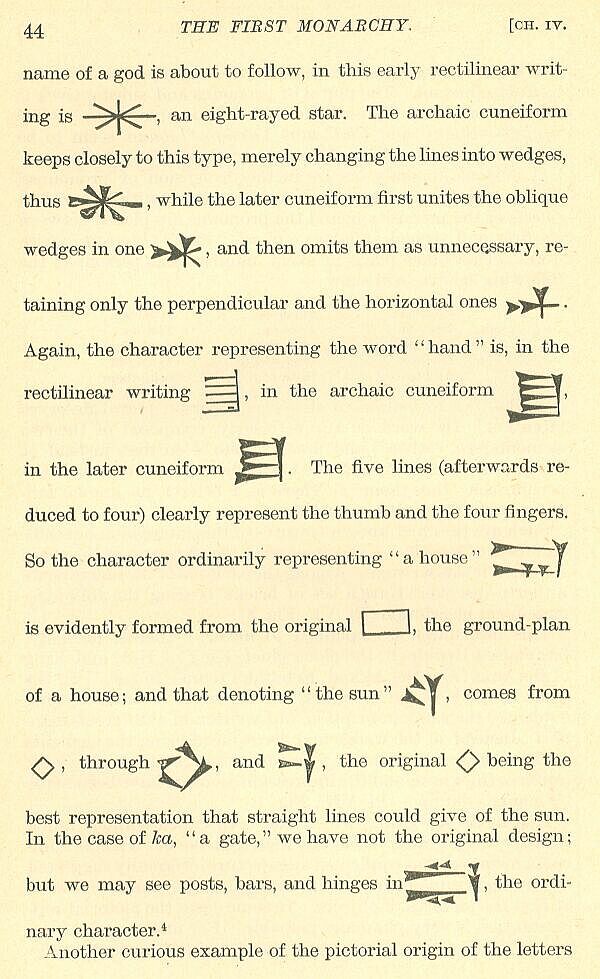 44 THE FIRST MONARCHY. [CH. IV.
name of a god is about to follow, in this early rectilinear writ-
ing is , an eight-rayed star. The archaic cuneiform
keeps closely to this type, merely changing the lines into wedges,
thus , while the later cuneiform first unites the oblique
wedges in one , and then omits them as unnecessary, re-
taining only the perpendicular and the horizontal ones .
Again, the character representing the word "hand" is, in the
rectilinear writing , in the archaic cuneiform ,
in the later cuneiform . The five lines (afterwards re-
duced to four) clearly represent the thumb and the four fingers.
So the character ordinarily representing "a house"
is evidently formed from the original , the ground-plan
of a house; and that denoting "the sun" , comes from
◇, through , and , the original ◇ being the
best representation that straight lines could give of the sun.
In the case of ka, "a gate," we have not the original design;
but we may see posts, bars, and hinges in , the ordi-
nary character.⁴
Another curious example of the pictorial origin of the letters